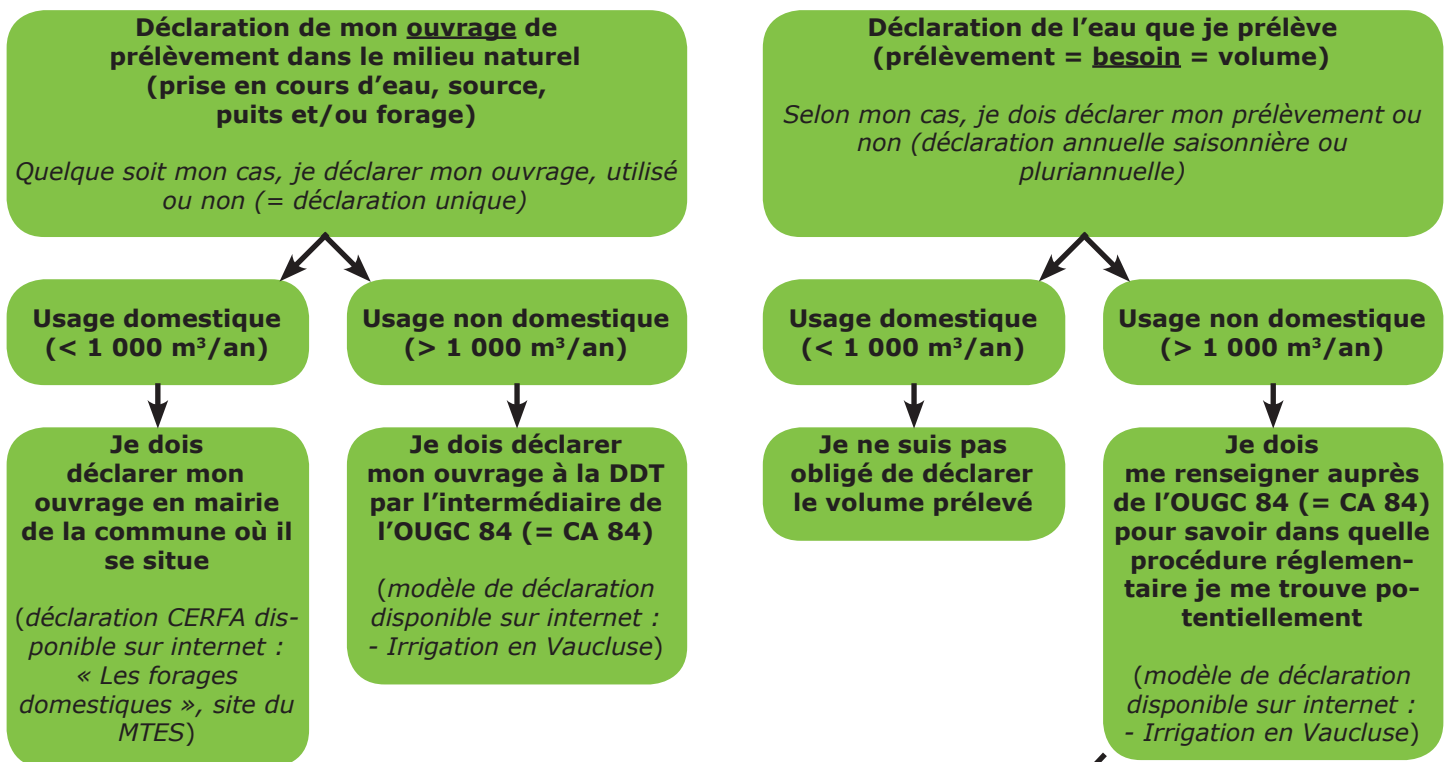 Déclaration de mon ouvrage de
prélèvement dans le milieu naturel
(prise en cours d'eau, source,
puits et/ou forage)
Quelque soit mon cas, je déclarer mon ouvrage, utilisé
ou non (= déclaration unique)
Usage domestique
(< 1 000 m³/an)
Usage non domestique
(> 1 000 m³/an)
Je dois
déclarer mon
ouvrage en mairie
de la commune où il
se situe
(déclaration CERFA dis-
ponible sur internet :
« Les forages
domestiques », site du
MTES)
Je dois déclarer
mon ouvrage à la DDT
par l'intermédiaire de
l'OUGC 84 (= CA 84)
(modèle de déclaration
disponible sur internet :
- Irrigation en Vaucluse)
Déclaration de l'eau que je prélève
(prélèvement = besoin = volume)
Selon mon cas, je dois déclarer mon prélèvement ou
non (déclaration annuelle saisonnière ou
pluriannuelle)
Usage domestique
(< 1 000 m³/an)
Usage non domestique
(> 1 000 m³/an)
Je ne suis pas
obligé de déclarer
le volume prélevé
Je dois
me renseigner auprès
de l'OUGC 84 (= CA 84)
pour savoir dans quelle
procédure réglemen-
taire je me trouve po-
tentiellement
(modèle de déclaration
disponible sur internet :
- Irrigation en Vaucluse)